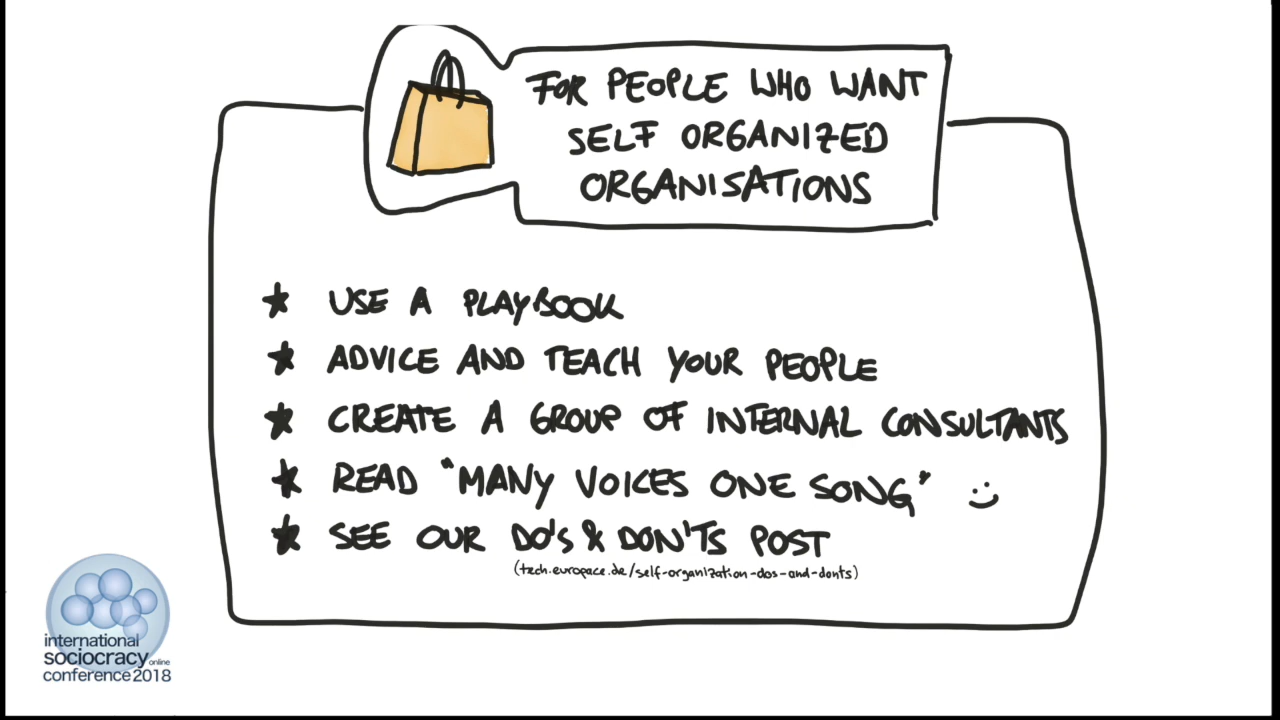 FOR PEOPLE WHO WANT
SELF ORGANIZED
ORGANISATIONS
★ USE A PLAYBOOK
★ ADVICE AND TEACH YOUR PEOPLE
★ CREATE A GROUP OF INTERNAL CONSULTANTS
★ READ "MANY VOICES ONE SONG" :)
★ SEE OUR DO'S & DON'TS POST
(tech.europace.de/self-organization-dos-and-donts)
international
sociocracy online
conference 2018